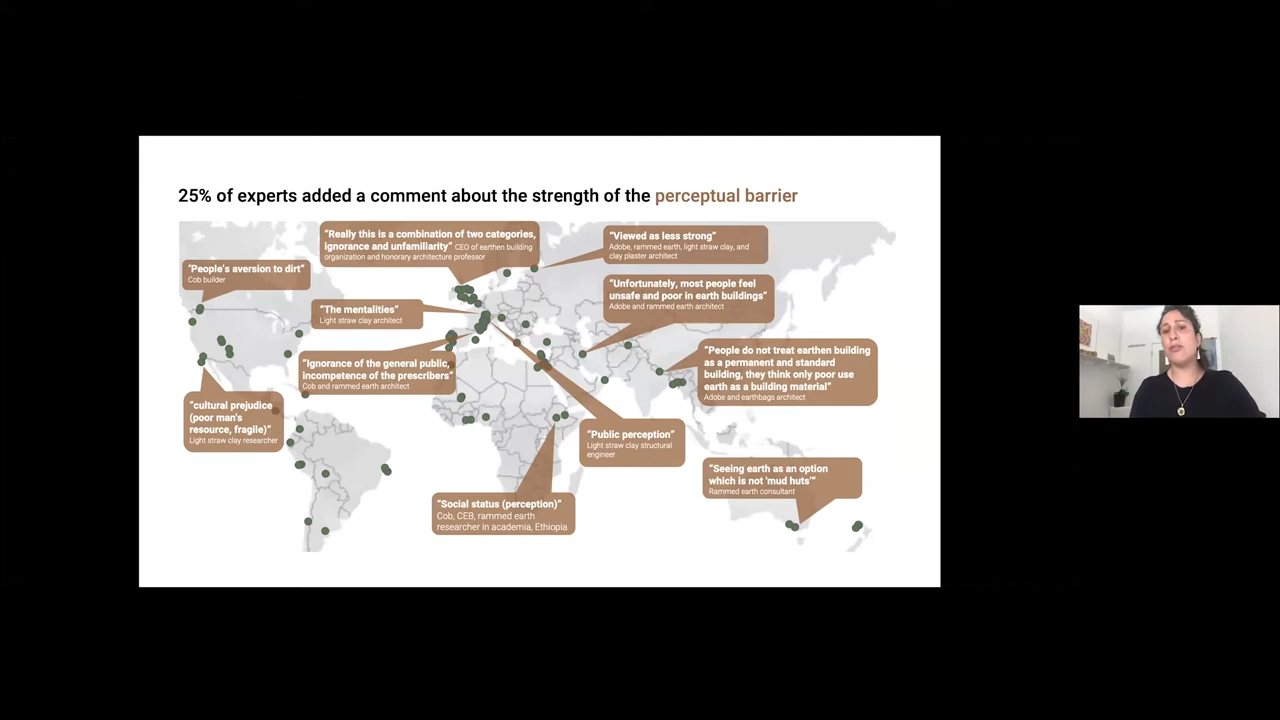 25% of experts added a comment about the strength of the perceptual barrier
“Really this is a combination of two categories,
ignorance and unfamiliarity” CEO of earthen building
organization and honorary architecture professor
“Viewed as less strong”
Adobe, rammed earth, light straw clay, and
clay plaster architect
“People's aversion to dirt”
Cob builder
“Unfortunately, most people feel
unsafe and poor in earth buildings”
Adobe and rammed earth architect
“The mentalities”
Light straw clay architect
“Ignorance of the general public,
incompetence of the prescribers”
Cob and rammed earth architect
“People do not treat earthen building
as a permanent and standard
building, they think only poor use
earth as a building material”
Adobe and earthbags architect
“cultural prejudice
(poor man's
resource, fragile)”
Light straw clay researcher
“Public perception”
Light straw clay structural
engineer
“Seeing earth as an option
which is not ‘mud huts’”
Rammed earth consultant
“Social status (perception)”
Cob, CEB, rammed earth
researcher in academia, Ethiopia